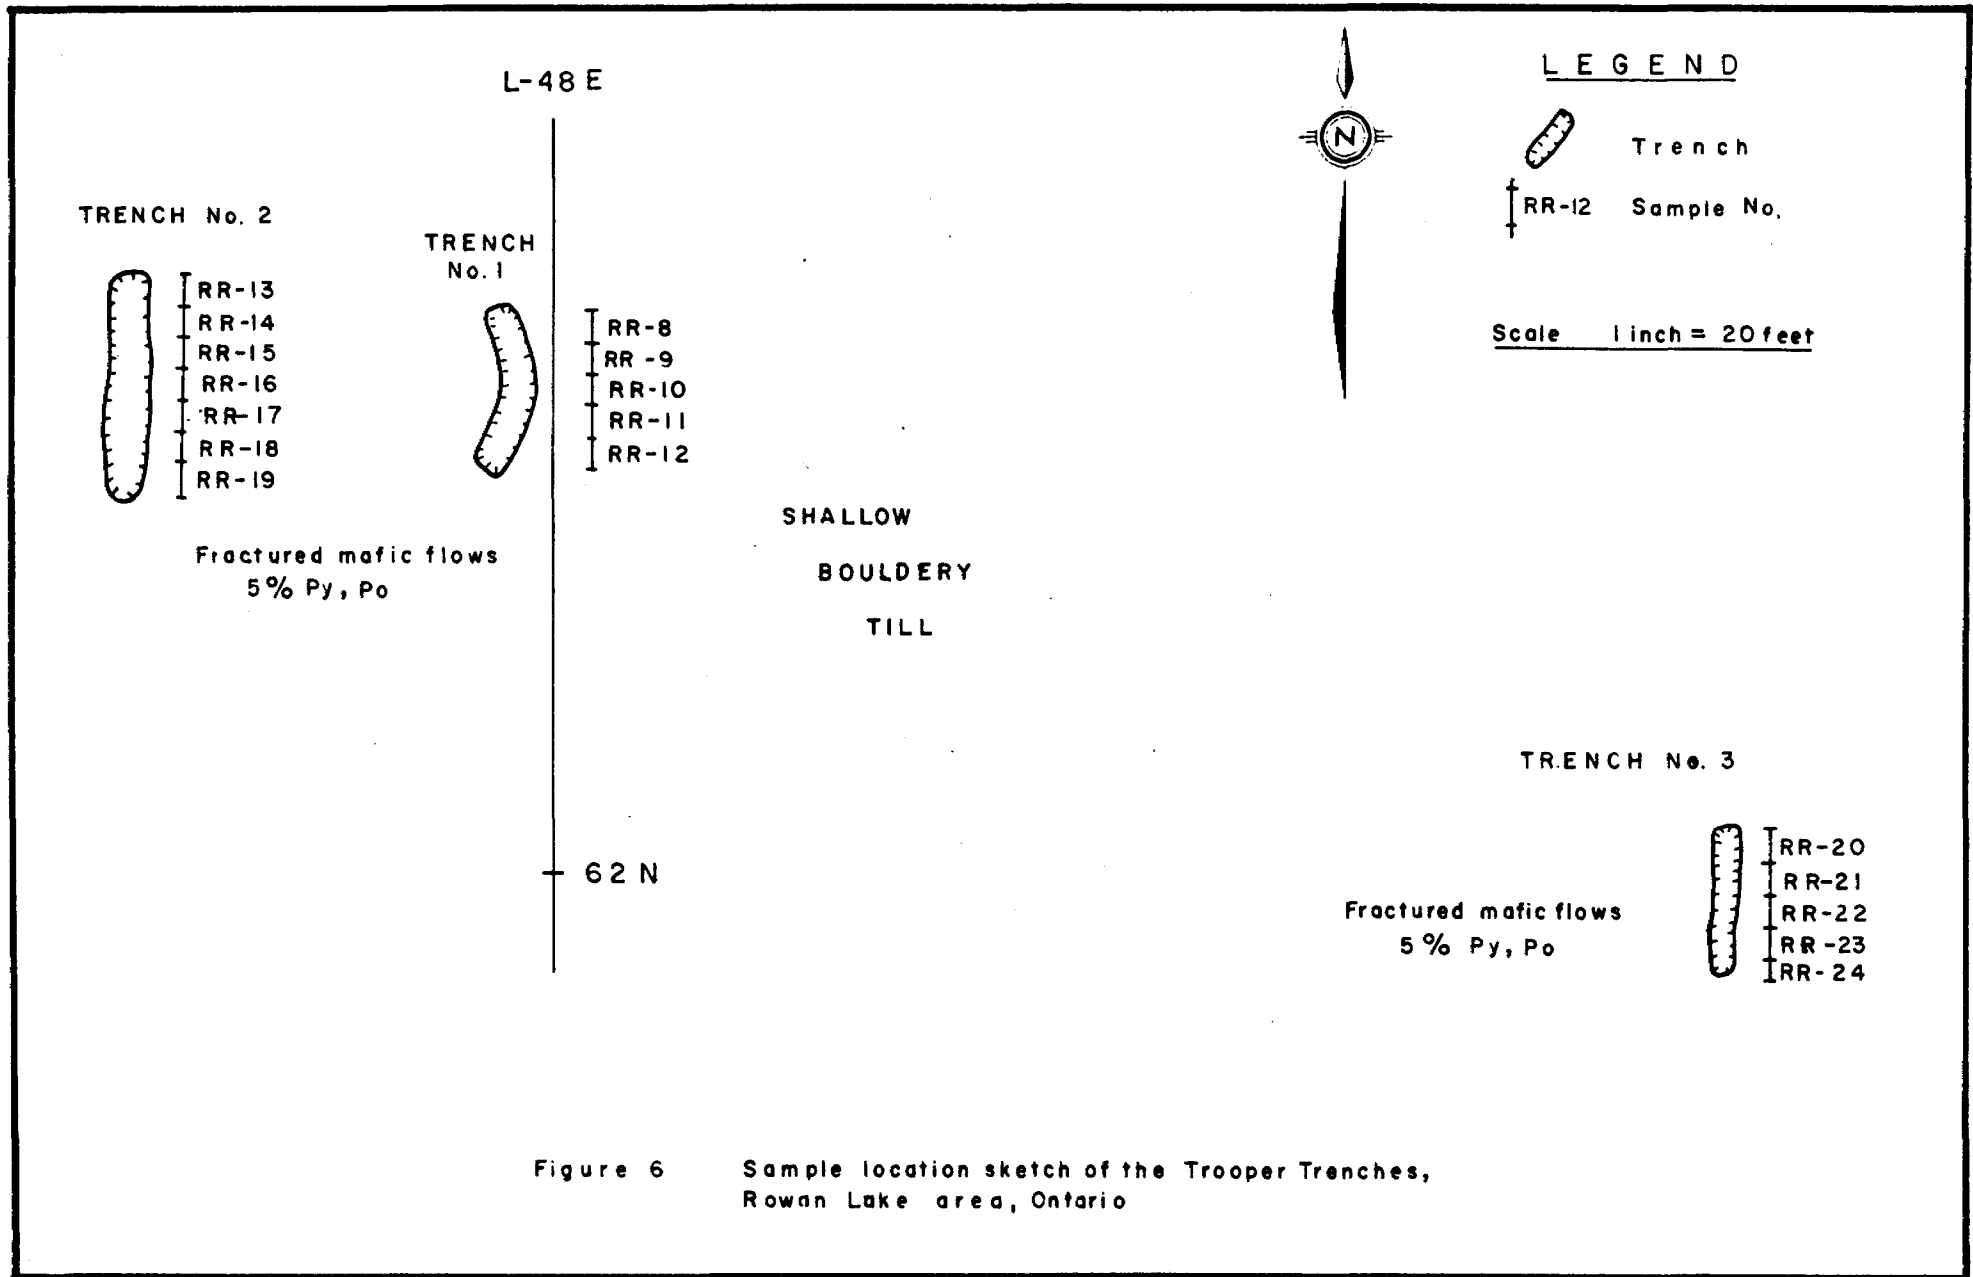 L-48 E
N
LEGEND
Trench
RR-12 Sample No.
Scale 1 inch = 20 feet
TRENCH No. 2
RR-13
RR-14
RR-15
RR-16
RR-17
RR-18
RR-19
TRENCH
No. 1
RR-8
RR-9
RR-10
RR-11
RR-12
Fractured mafic flows
5% Py, Po
SHALLOW
BOULDERY
TILL
62 N
TRENCH No. 3
RR-20
RR-21
RR-22
RR-23
RR-24
Fractured mafic flows
5% Py, Po
Figure 6 Sample location sketch of the Trooper Trenches,
Rowan Lake area, Ontario